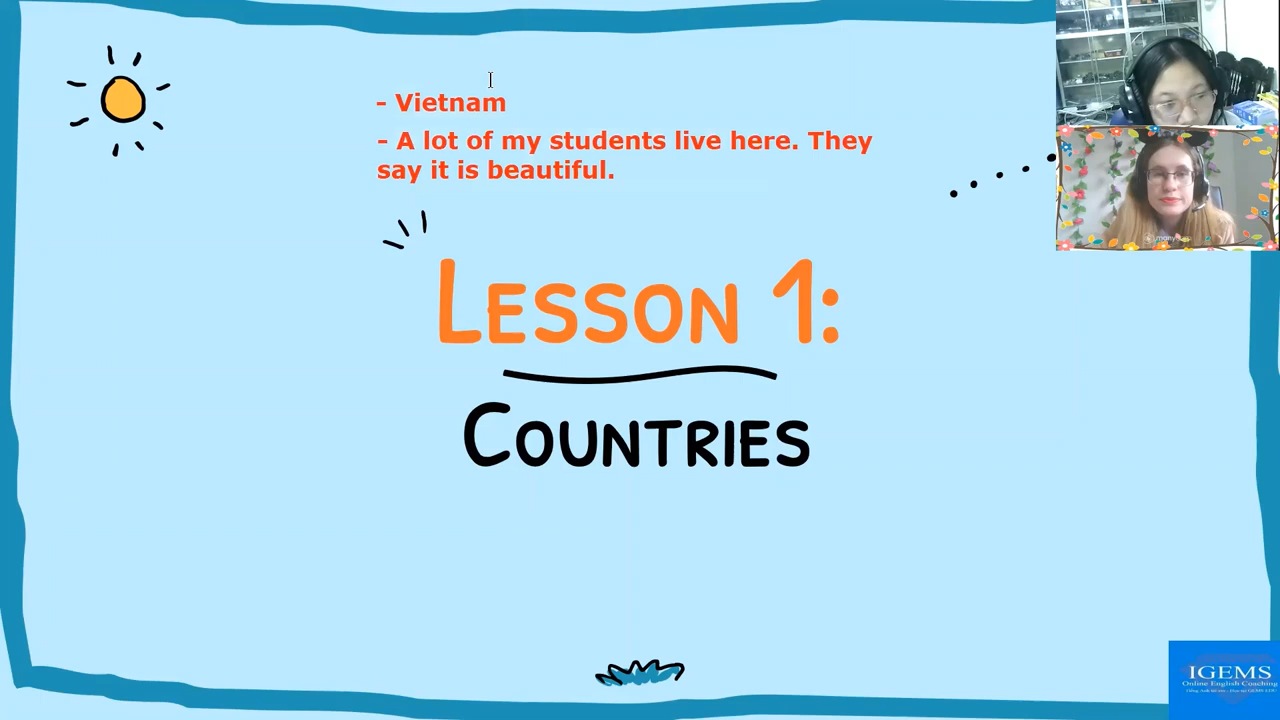 - Vietnam
- A lot of my students live here. They
say it is beautiful.
LESSON 1:
COUNTRIES
IGEMS
Online English Coaching